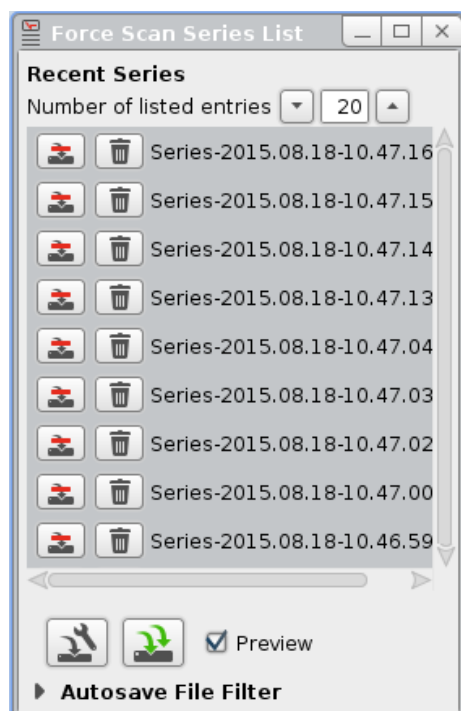 Force Scan Series List
Recent Series
Number of listed entries 20
Series-2015.08.18-10.47.16
Series-2015.08.18-10.47.15
Series-2015.08.18-10.47.14
Series-2015.08.18-10.47.13
Series-2015.08.18-10.47.04
Series-2015.08.18-10.47.03
Series-2015.08.18-10.47.02
Series-2015.08.18-10.47.00
Series-2015.08.18-10.46.59
Preview
Autosave File Filter